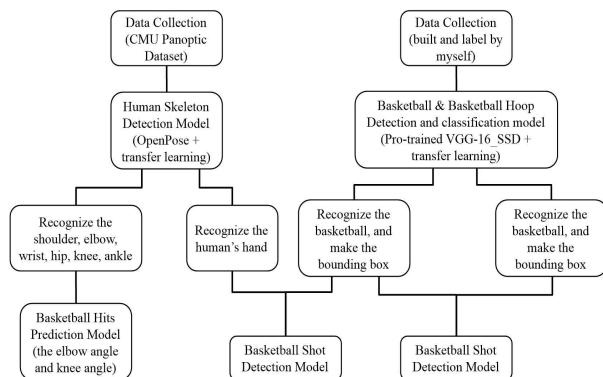 Data Collection
(CMU Panoptic
Dataset)
Data Collection
(built and label by
myself)
Human Skeleton
Detection Model
(OpenPose +
transfer learning)
Basketball & Basketball Hoop
Detection and classification model
(Pro-trained VGG-16_SSD +
transfer learning)
Recognize the
shoulder, elbow,
wrist, hip, knee, ankle
Recognize
the human's hand
Recognize the
basketball, and
make the
bounding box
Recognize the
basketball, and
make the
bounding box
Basketball Hits
Prediction Model
(the elbow angle
and knee angle)
Basketball Shot
Detection Model
Basketball Shot
Detection Model